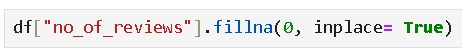 df["no_of_reviews"].fillna(0, inplace= True)